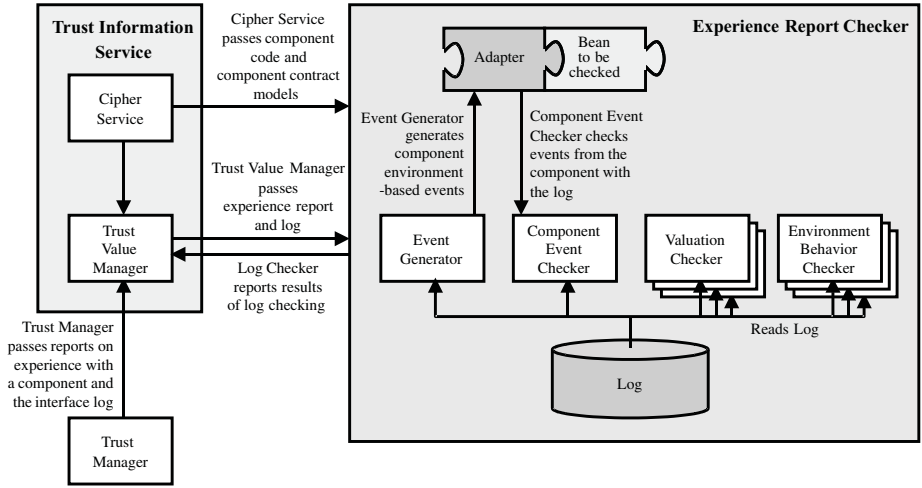 Trust Information
Service
Cipher
Service
Trust
Value
Manager
Trust Manager
passes reports on
experience with
a component and
the interface log
Trust
Manager
Cipher Service
passes component
code and
component contract
models
Trust Value Manager
passes
experience report
and log
Log Checker
reports results
of log checking
Experience Report Checker
Adapter
Bean
to be
checked
Event Generator
generates
component
environment
-based events
Component Event
Checker checks
events from the
component with
the log
Event
Generator
Component
Event
Checker
Valuation
Checker
Environment
Behavior
Checker
Reads Log
Log